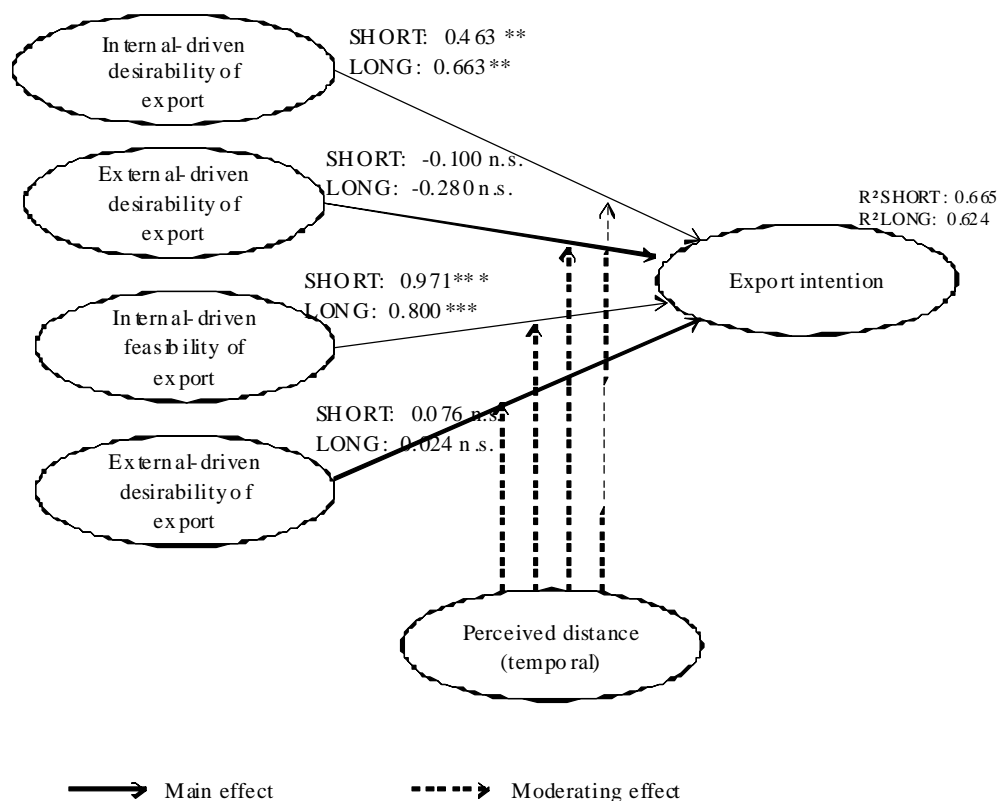 Internal-driven
desirability of
export
SHORT: 0.463 **
LONG: 0.663**
External-driven
desirability of
export
SHORT: -0.100 n.s.
LONG: -0.280 n.s.
R²SHORT: 0.665
R²LONG: 0.624
Export intention
Internal-driven
feasibility of
export
SHORT: 0.971***
LONG: 0.800***
External-driven
desirability of
export
SHORT: 0.076 n.s.
LONG: 0.024 n.s.
Perceived distance
(temporal)
Main effect
Moderating effect